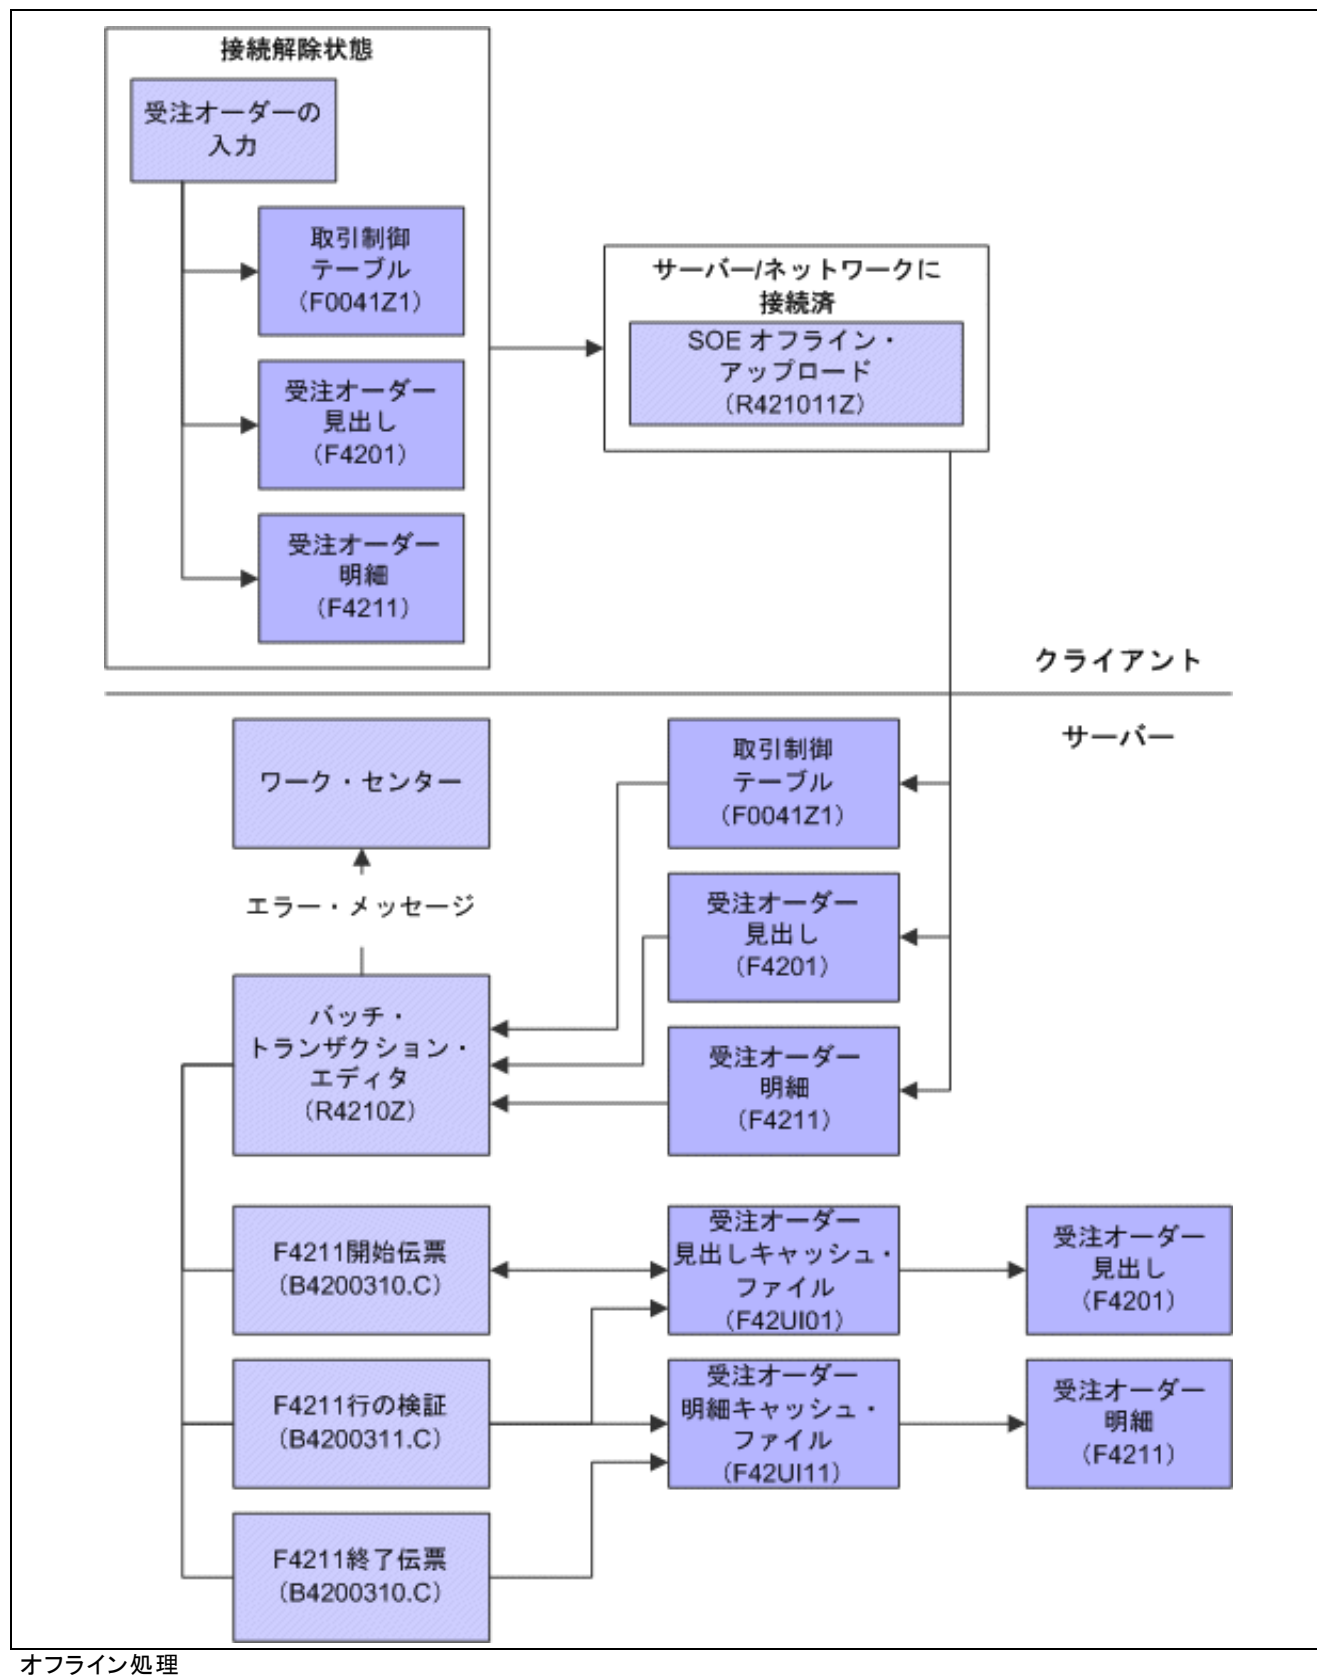 接続解除状態
受注オーダーの
入力
取引制御
テーブル
（F0041Z1）
受注オーダー
見出し
（F4201）
受注オーダー
明細
（F4211）
サーバー/ネットワークに
接続済
SOE オフライン・
アップロード
（R421011Z）
クライアント
サーバー
ワーク・センター
エラー・メッセージ
取引制御
テーブル
（F0041Z1）
受注オーダー
見出し
（F4201）
受注オーダー
明細
（F4211）
バッチ・
トランザクション・
エディタ
（R4210Z）
F4211開始伝票
（B4200310.C）
受注オーダー
見出しキャッシュ・
ファイル
（F42UI01）
受注オーダー
見出し
（F4201）
F4211行の検証
（B4200311.C）
受注オーダー
明細キャッシュ・
ファイル
（F42UI11）
受注オーダー
明細
（F4211）
F4211終了伝票
（B4200310.C）
オフライン処理